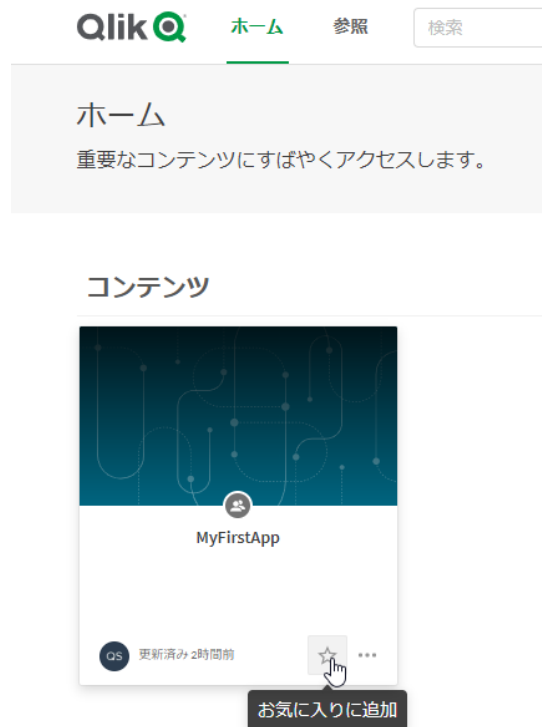 Qlik ホーム 参照 検索
ホーム
重要なコンテンツにすばやくアクセスします。
コンテンツ
MyFirstApp
QS 更新済み 2時間前
お気に入りに追加